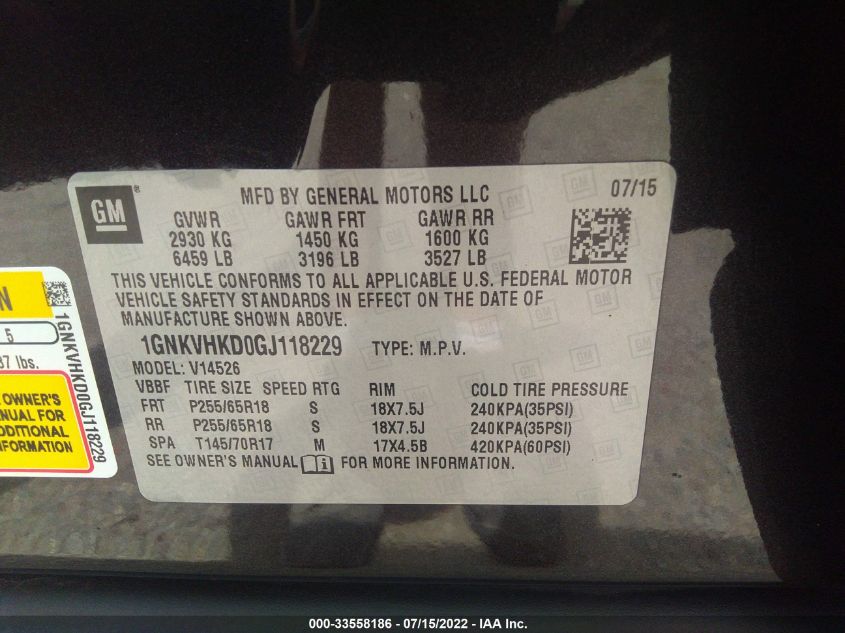 GM ®
MFD BY GENERAL MOTORS LLC 07/15
GVWR GAWR FRT GAWR RR
2930 KG 1450 KG 1600 KG
6459 LB 3196 LB 3527 LB
THIS VEHICLE CONFORMS TO ALL APPLICABLE U.S. FEDERAL MOTOR
VEHICLE SAFETY STANDARDS IN EFFECT ON THE DATE OF
MANUFACTURE SHOWN ABOVE.
1GNKVHKD0GJ118229 TYPE: M.P.V.
MODEL: V14526
VBBF TIRE SIZE SPEED RTG RIM COLD TIRE PRESSURE
FRT P255/65R18 S 18X7.5J 240KPA(35PSI)
RR P255/65R18 S 18X7.5J 240KPA(35PSI)
SPA T145/70R17 M 17X4.5B 420KPA(60PSI)
SEE OWNER'S MANUAL FOR MORE INFORMATION.
5
lbs.
OWNER'S
FOR
INFORMATION
1GNKVHKD0GJ118229
000-33558186 - 07/15/2022 - IAA Inc.